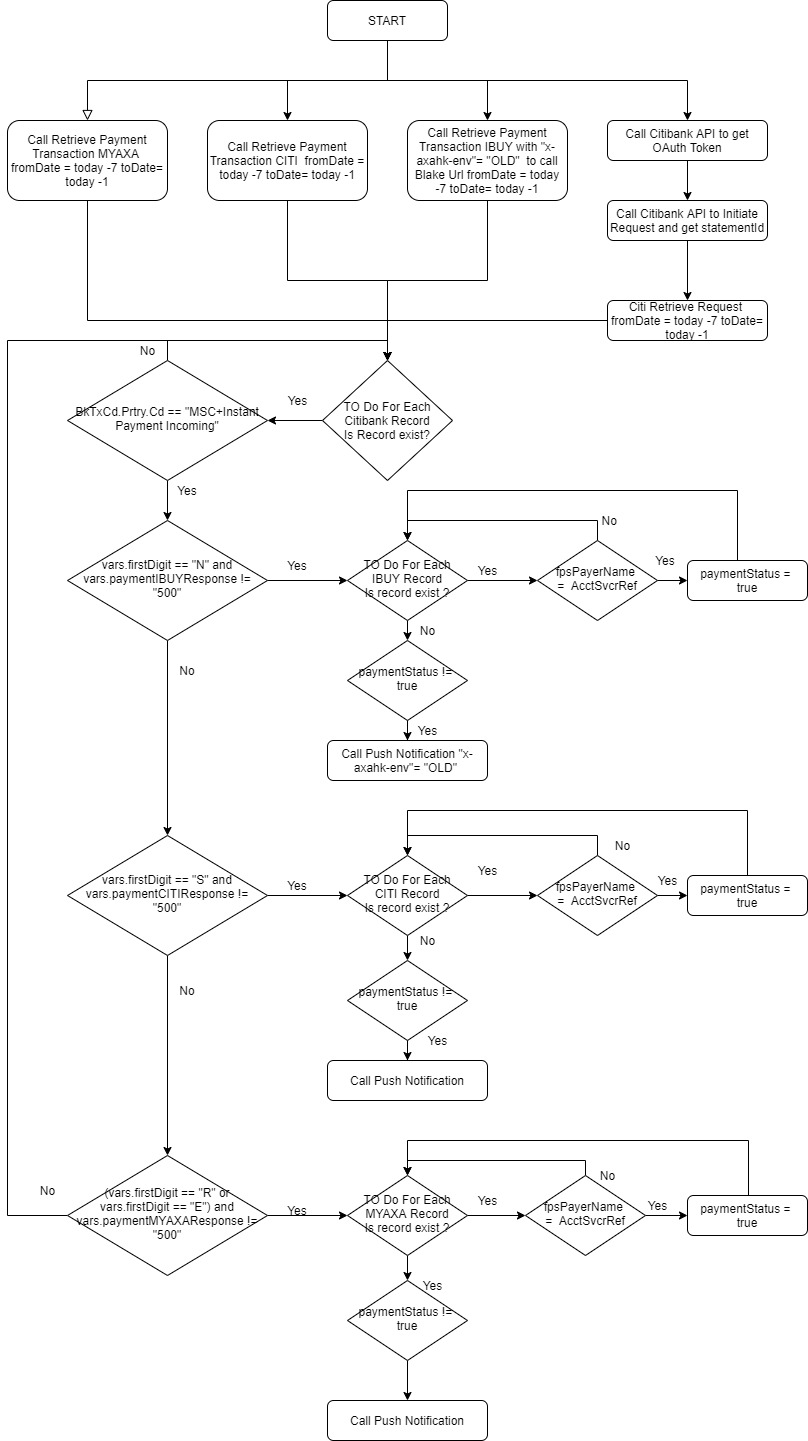 START
Call Retrieve Payment
Transaction MYAXA
fromDate = today -7 toDate=
today -1
Call Retrieve Payment
Transaction CITI fromDate =
today -7 toDate= today -1
Call Retrieve Payment
Transaction IBUY with "x-
axahk-env"= "OLD" to call
Blake Url fromDate = today
-7 toDate= today -1
Call Citibank API to get
OAuth Token
Call Citibank API to Initiate
Request and get statementId
Citi Retrieve Request
fromDate = today -7 toDate=
today -1
No
BkTxCd.Prtry.Cd == "MSC+Instant
Payment Incoming"
Yes
TO Do For Each
Citibank Record
Is Record exist?
Yes
vars.firstDigit == "N" and
vars.paymentIBUYResponse !=
"500"
Yes
TO Do For Each
IBUY Record
Is record exist ?
Yes
No
fpsPayerName
= AcctSvcrRef
Yes
paymentStatus =
true
No
paymentStatus !=
true
Yes
Call Push Notification "x-
axahk-env"= "OLD"
No
vars.firstDigit == "S" and
vars.paymentCITIResponse !=
"500"
Yes
TO Do For Each
CITI Record
Is record exist ?
Yes
No
fpsPayerName
= AcctSvcrRef
Yes
paymentStatus =
true
No
paymentStatus !=
true
Yes
Call Push Notification
No
No
(vars.firstDigit == "R" or
vars.firstDigit == "E") and
vars.paymentMYAXAResponse !=
"500"
Yes
TO Do For Each
MYAXA Record
Is record exist ?
Yes
No
fpsPayerName
= AcctSvcrRef
Yes
paymentStatus =
true
Yes
paymentStatus !=
true
Call Push Notification